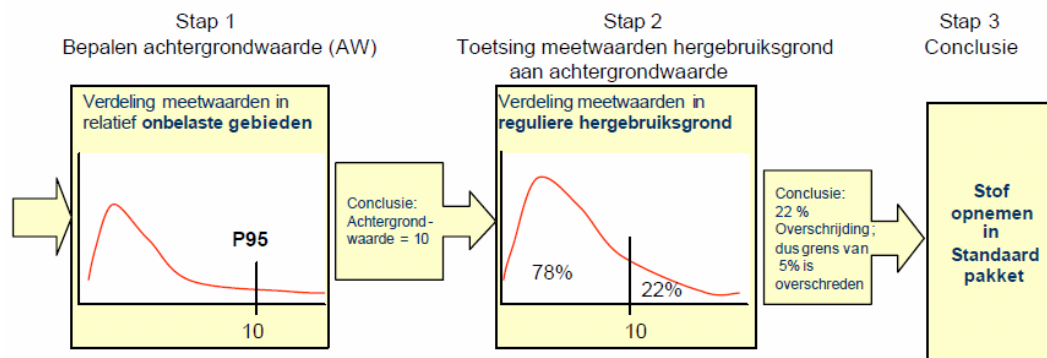 Stap 1
Bepalen achtergrondwaarde (AW)
Verdeling meetwaarden in
relatief onbelaste gebieden
P95
10
Conclusie:
Achtergrond-
waarde = 10
Stap 2
Toetsing meetwaarden hergebruiksgrond
aan achtergrondwaarde
Verdeling meetwaarden in
reguliere hergebruiksgrond
78%
22%
10
Conclusie:
22 %
Overschrijding;
dus grens van
5% is
overschreden
Stap 3
Conclusie
Stof
opnemen
in
Standaard
pakket